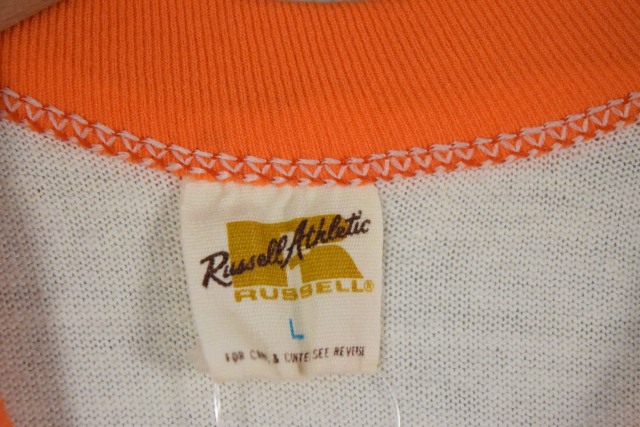 Russell Athletic
RUSSELL®
L
FOR CARE & CONTENT SEE REVERSE